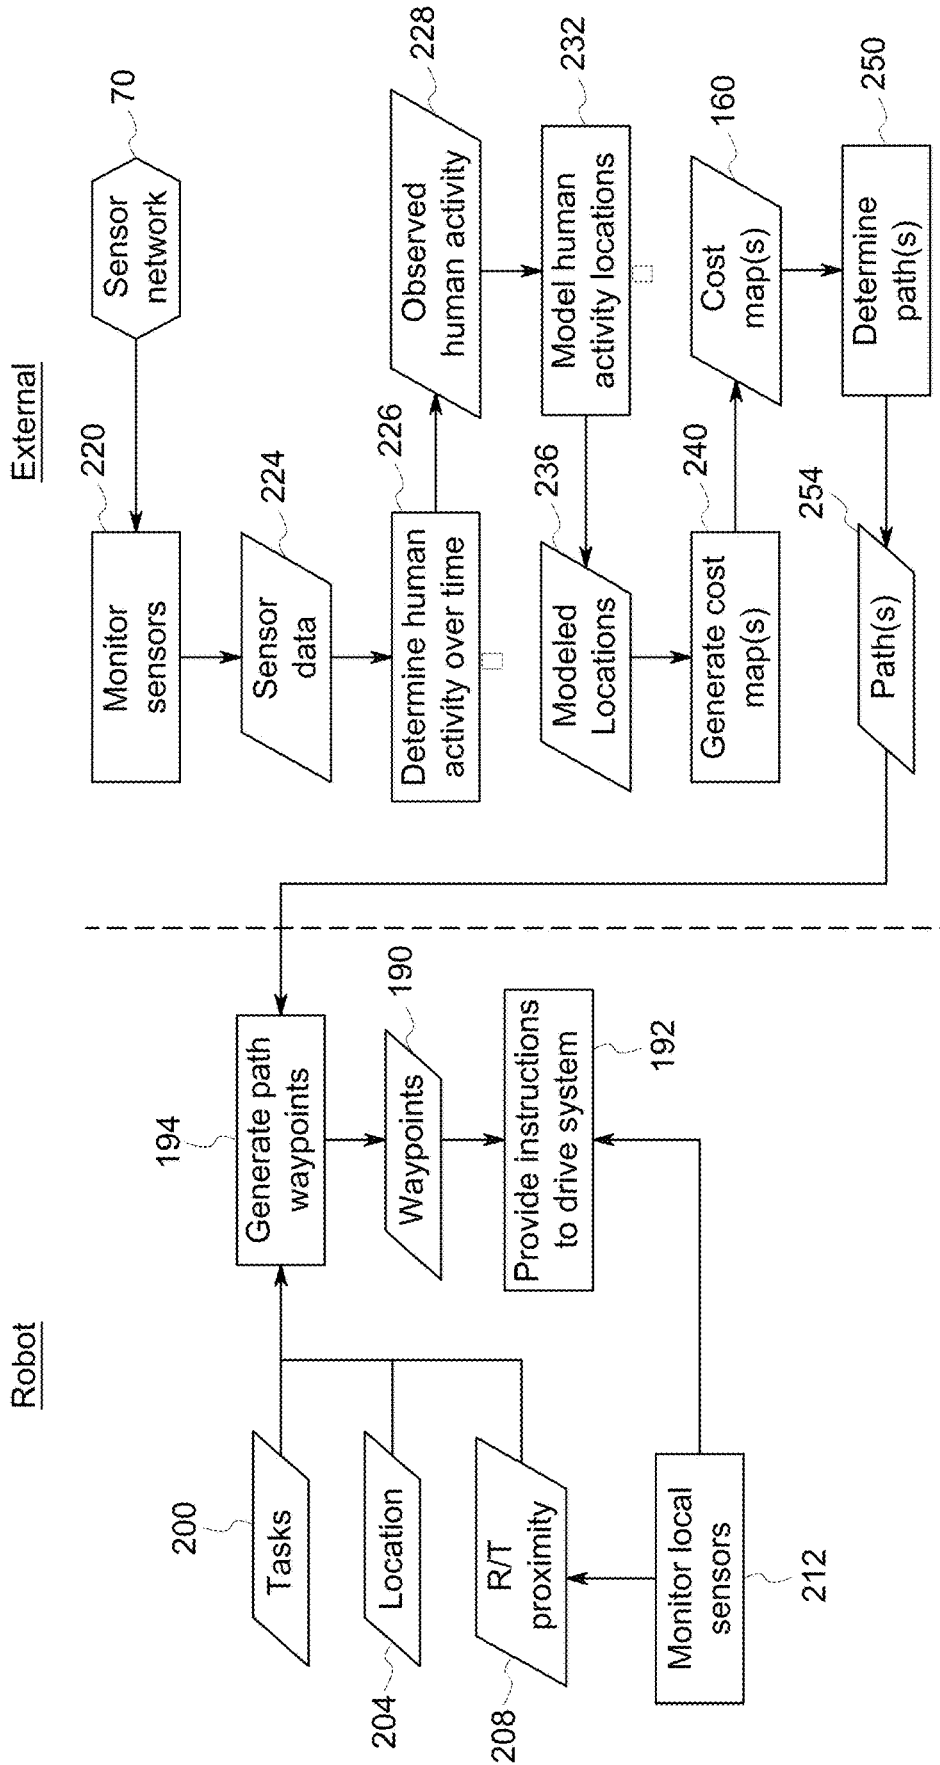 Robot
External
200
Tasks
204
Location
208
R/T
proximity
Monitor local
sensors
212
194
Generate path
waypoints
Waypoints
190
Provide instructions
to drive system
192
Sensor
network
70
220
Monitor
sensors
Sensor
data
224
Determine human
activity over time
226
Observed
human activity
228
Model human
activity locations
232
Modeled
Locations
236
Generate cost
map(s)
240
Cost
map(s)
160
Determine
path(s)
250
Path(s)
254